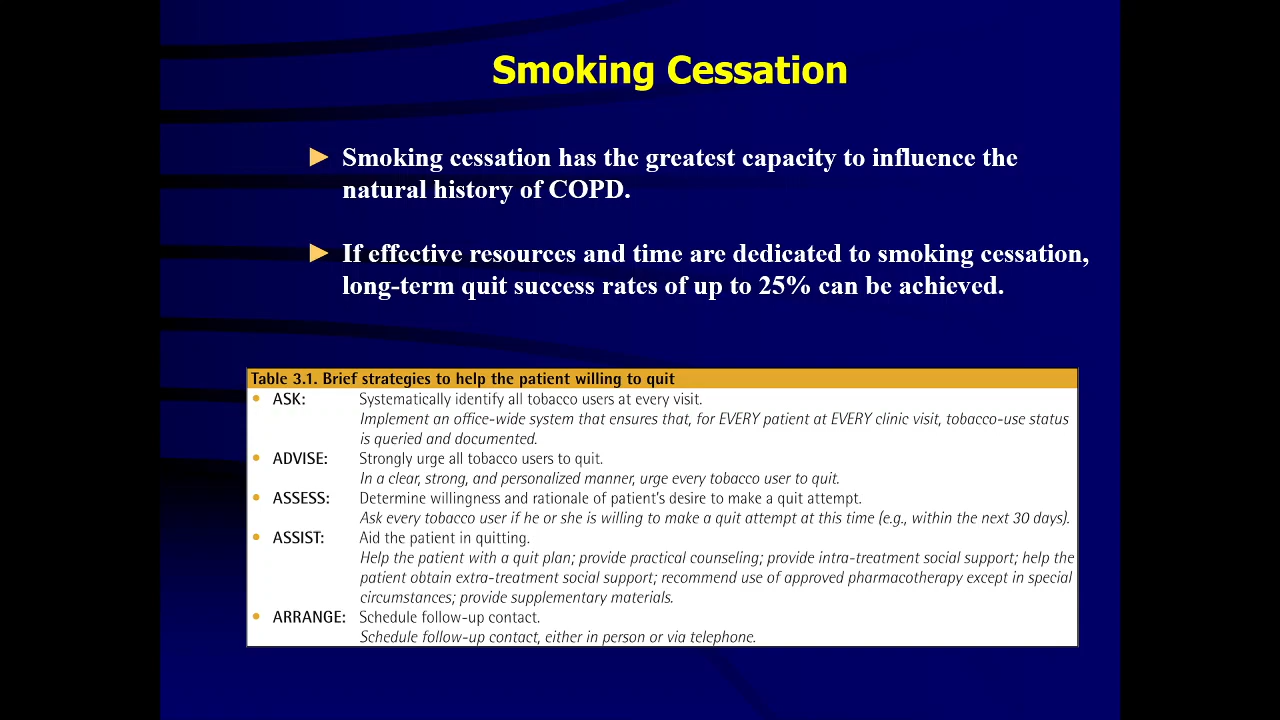 Smoking Cessation
► Smoking cessation has the greatest capacity to influence the
natural history of COPD.
► If effective resources and time are dedicated to smoking cessation,
long-term quit success rates of up to 25% can be achieved.
Table 3.1. Brief strategies to help the patient willing to quit
• ASK: Systematically identify all tobacco users at every visit.
Implement an office-wide system that ensures that, for EVERY patient at EVERY clinic visit, tobacco-use status
is queried and documented.
• ADVISE: Strongly urge all tobacco users to quit.
In a clear, strong, and personalized manner, urge every tobacco user to quit.
• ASSESS: Determine willingness and rationale of patient's desire to make a quit attempt.
Ask every tobacco user if he or she is willing to make a quit attempt at this time (e.g., within the next 30 days).
• ASSIST: Aid the patient in quitting.
Help the patient with a quit plan; provide practical counseling; provide intra-treatment social support; help the
patient obtain extra-treatment social support; recommend use of approved pharmacotherapy except in special
circumstances; provide supplementary materials.
• ARRANGE: Schedule follow-up contact.
Schedule follow-up contact, either in person or via telephone.